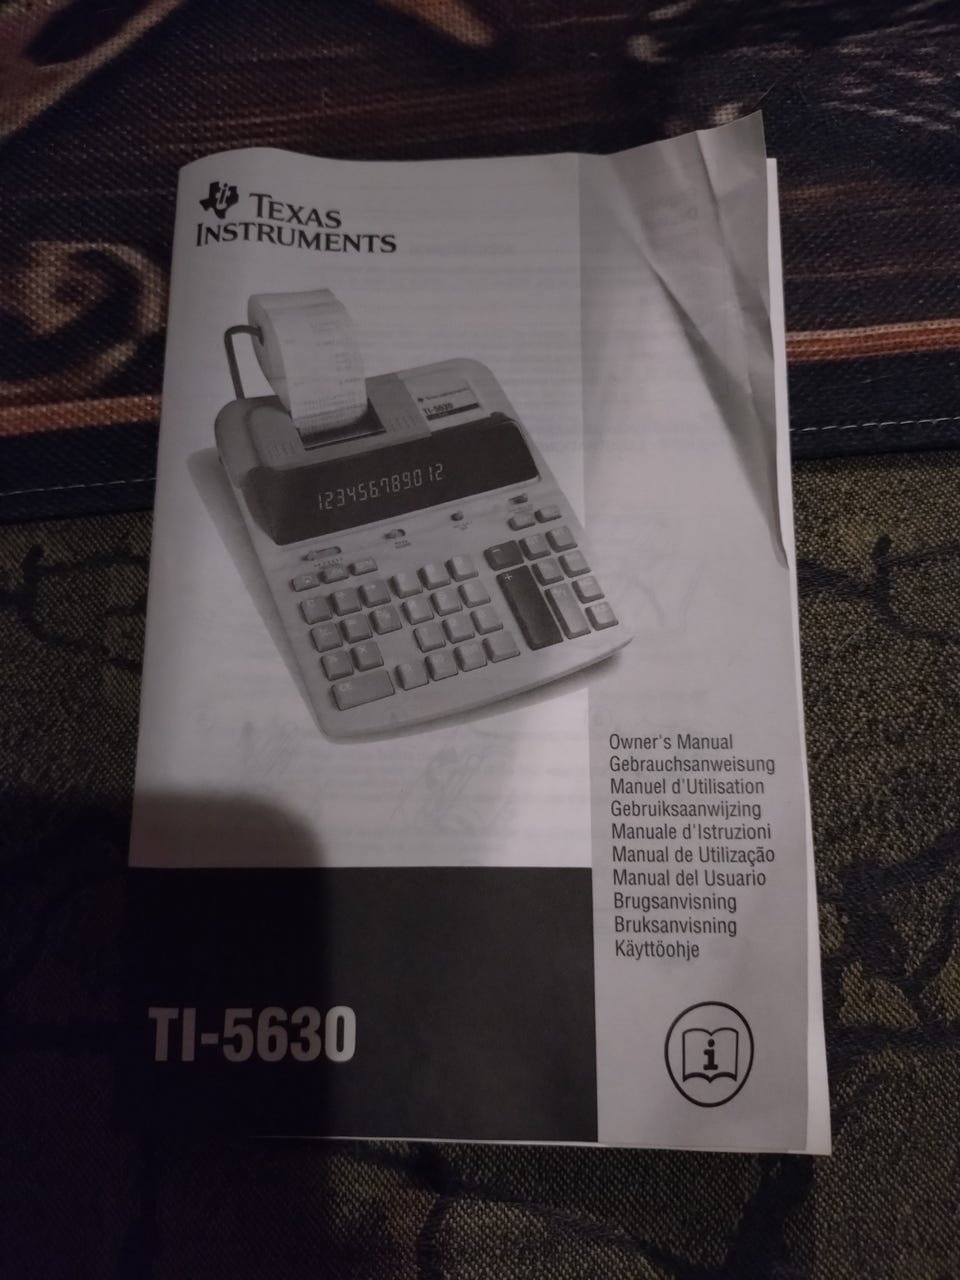 TEXAS
INSTRUMENTS
TI-5630
123456789012
Owner's Manual
Gebrauchsanweisung
Manuel d'Utilisation
Gebruiksaanwijzing
Manuale d'Istruzioni
Manual de Utilização
Manual del Usuario
Brugsanvisning
Bruksanvisning
Käyttöohje
TI-5630
i